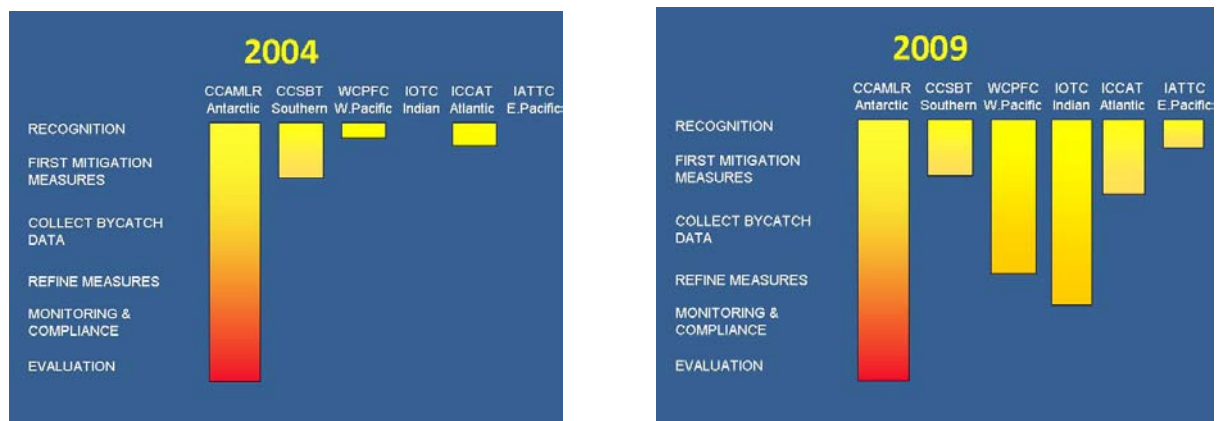 2004
CCAMLR CCSBT WCPFC IOTC ICCAT IATTC
Antarctic Southern W.Pacific Indian Atlantic E.Pacific
RECOGNITION
FIRST MITIGATION
MEASURES
COLLECT BYCATCH
DATA
REFINE MEASURES
MONITORING &
COMPLIANCE
EVALUATION
2009
CCAMLR CCSBT WCPFC IOTC ICCAT IATTC
Antarctic Southern W.Pacific Indian Atlantic E.Pacific
RECOGNITION
FIRST MITIGATION
MEASURES
COLLECT BYCATCH
DATA
REFINE MEASURES
MONITORING &
COMPLIANCE
EVALUATION